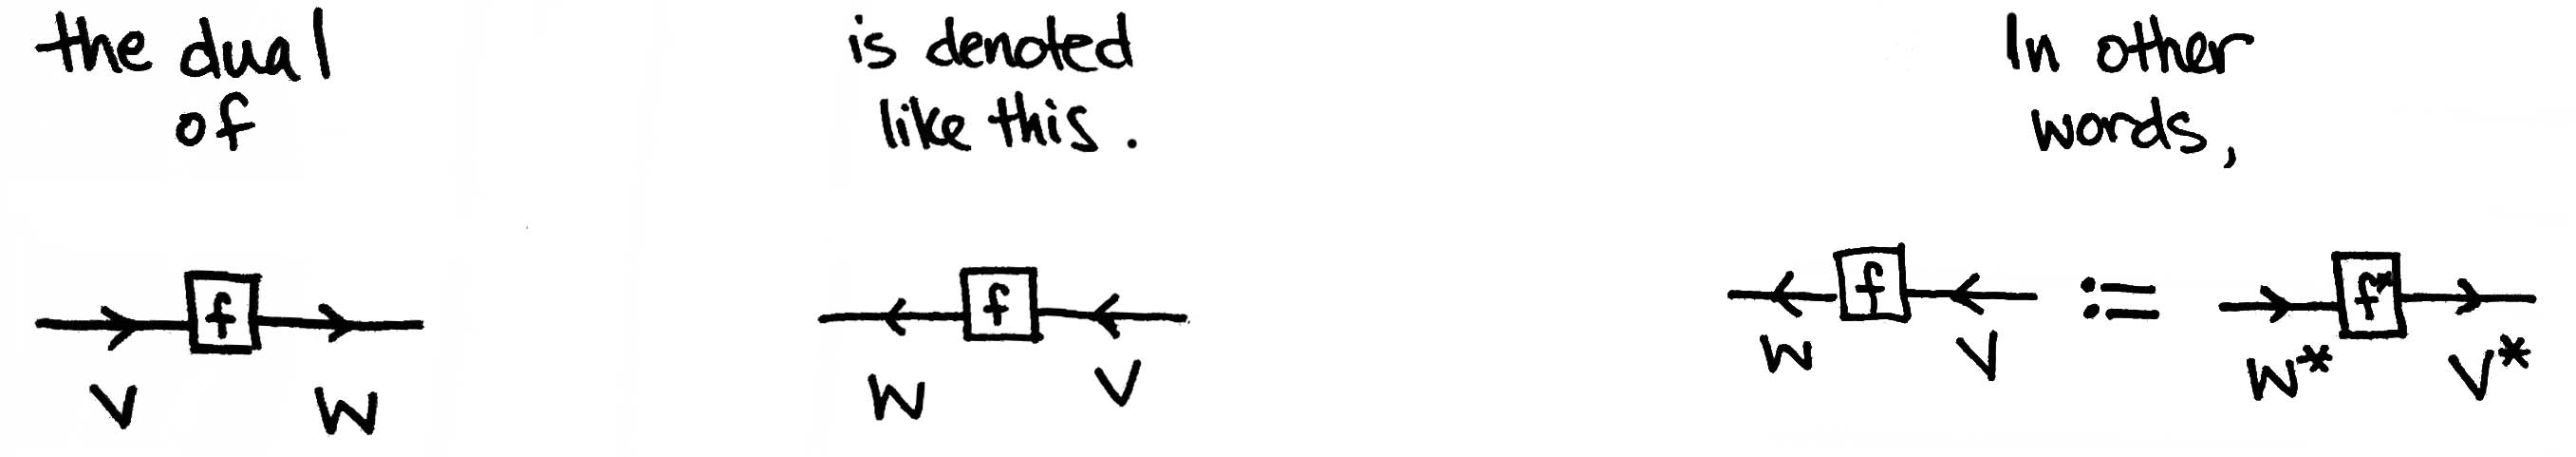 the dual
of
is denoted
like this.
In other
words,
f
V W
f
W V
f
W V
:=
f*
W* V*